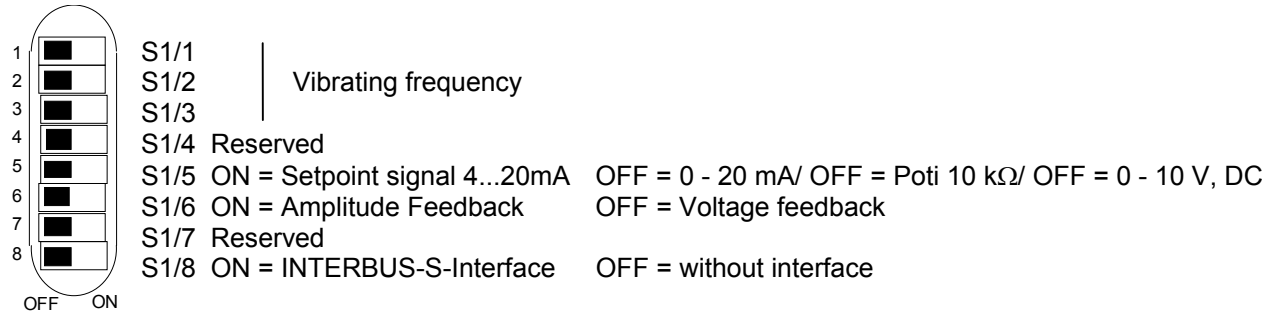 1 S1/1
2 S1/2 Vibrating frequency
3 S1/3
4 S1/4 Reserved
5 S1/5 ON = Setpoint signal 4...20mA OFF = 0 - 20 mA/ OFF = Poti 10 kΩ/ OFF = 0 - 10 V, DC
6 S1/6 ON = Amplitude Feedback OFF = Voltage feedback
7 S1/7 Reserved
8 S1/8 ON = INTERBUS-S-Interface OFF = without interface
OFF ON